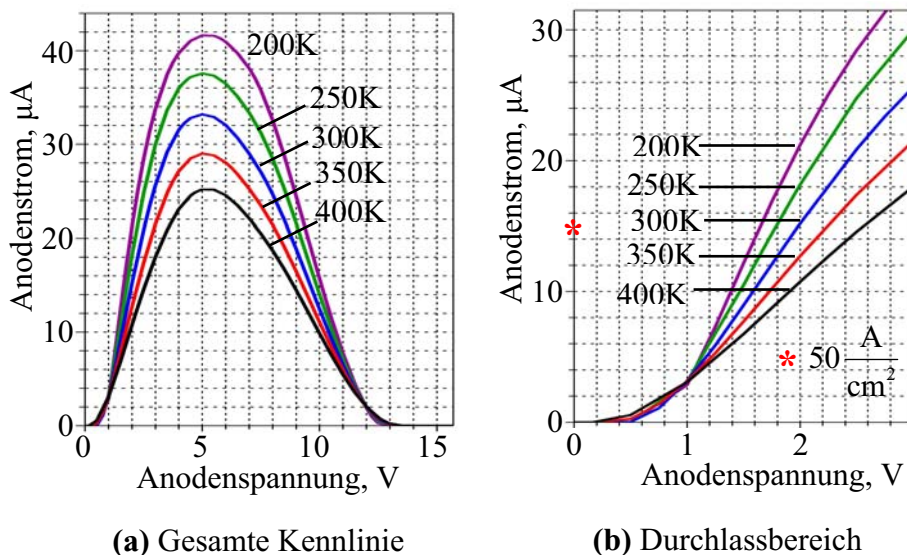 Anodenstrom, µA
40
30
20
10
0
0
5
10
15
Anodenspannung, V
200K
250K
300K
350K
400K
(a) Gesamte Kennlinie
Anodenstrom, µA
30
20
10
0
0
1
2
3
Anodenspannung, V
200K
250K
300K
350K
400K
*
* 50 A/cm²
(b) Durchlassbereich